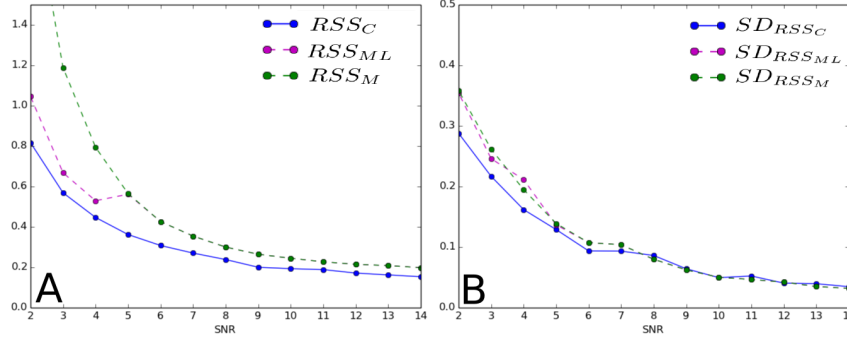 1.4
1.2
1.0
0.8
0.6
0.4
0.2
0.0
RSS_C
RSS_ML
RSS_M
A
2 3 4 5 6 7 8 9 10 11 12 13 14
SNR
0.5
0.4
0.3
0.2
0.1
0.0
SD_RSS_C
SD_RSS_ML
SD_RSS_M
B
2 3 4 5 6 7 8 9 10 11 12 13
SNR